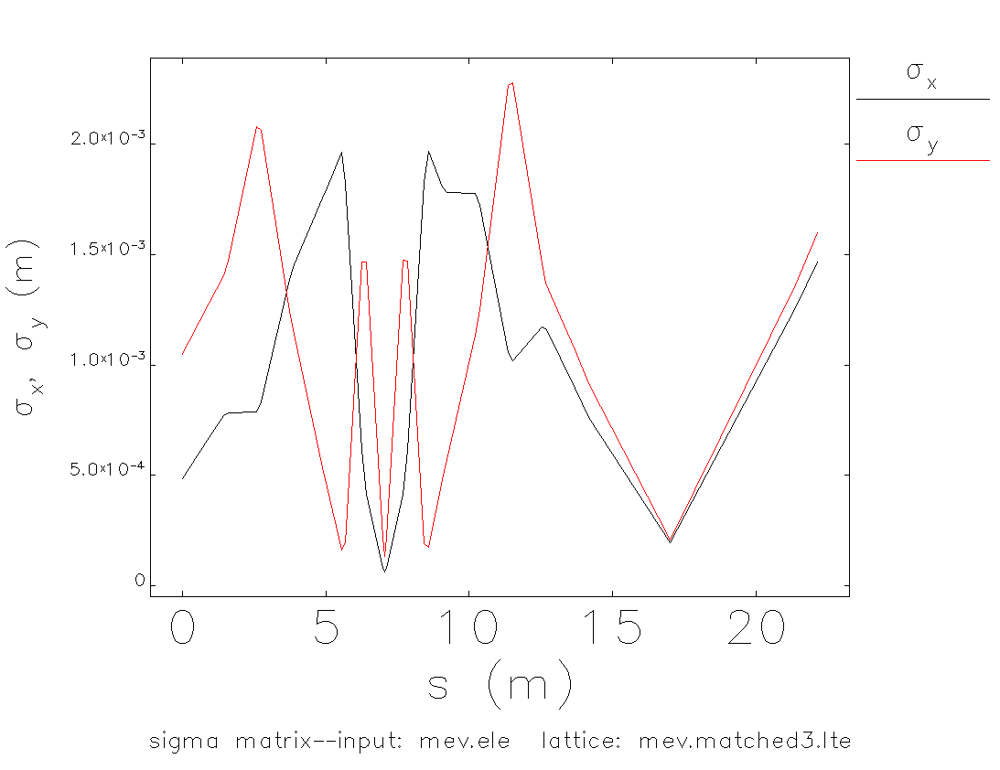 σx
σy
2.0×10-3
1.5×10-3
1.0×10-3
5.0×10-4
0
σx, σy (m)
0 5 10 15 20
s (m)
sigma matrix--input: mev.ele lattice: mev.matched3.lte